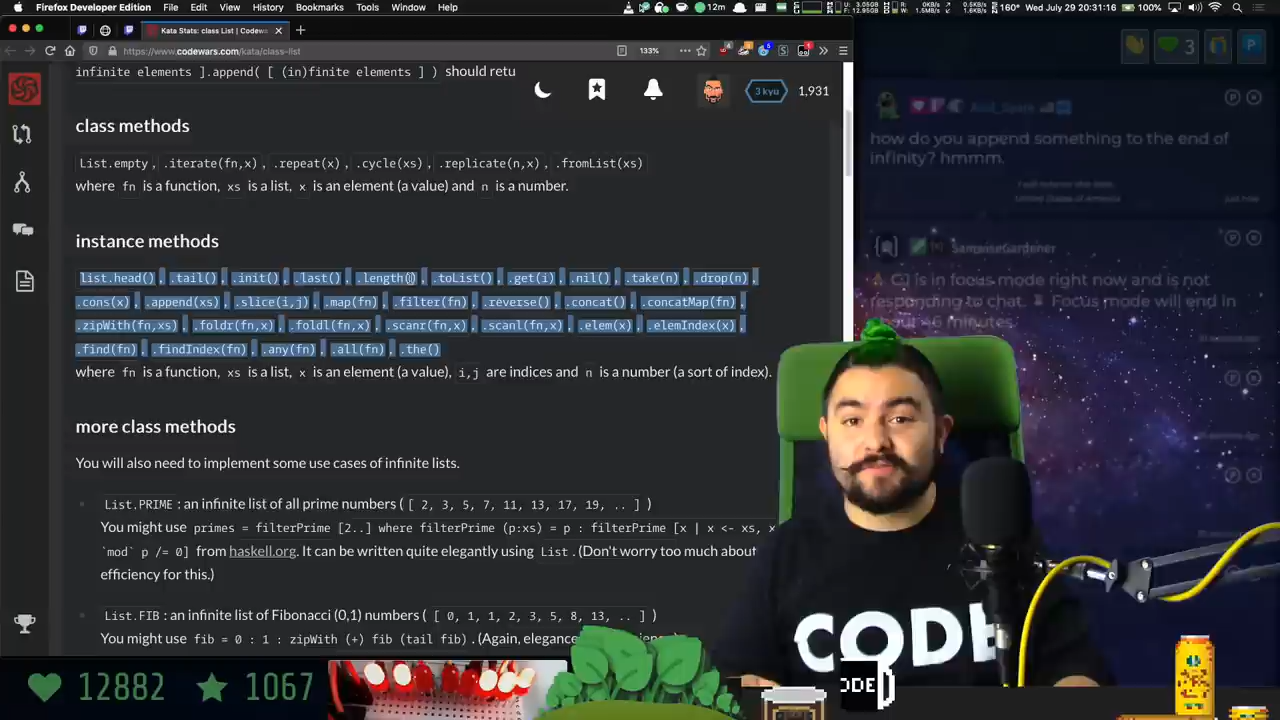 Firefox Developer Edition File Edit View History Bookmarks Tools Window Help
12m
160° Wed July 29 20:31:16 100%
Kata Stats: class List | Codew
https://www.codewars.com/kata/class-list
133%
infinite elements ].append( [ (in)finite elements ] ) should retu
3 kyu 1,931
class methods
List.empty, .iterate(fn,x), .repeat(x), .cycle(xs), .replicate(n,x), .fromList(xs)
where fn is a function, xs is a list, x is an element (a value) and n is a number.
instance methods
list.head(), .tail(), .init(), .last(), .length(), .toList(), .get(i), .nil(), .take(n), .drop(n),
.cons(x), .append(xs), .slice(i,j), .map(fn), .filter(fn), .reverse(), .concat(), .concatMap(fn),
.zipWith(fn,xs), .foldr(fn,x), .foldl(fn,x), .scanr(fn,x), .scanl(fn,x), .elem(x), .elemIndex(x),
.find(fn), .findIndex(fn), .any(fn), .all(fn), .the()
where fn is a function, xs is a list, x is an element (a value), i,j are indices and n is a number (a sort of index).
more class methods
You will also need to implement some use cases of infinite lists.
List.PRIME : an infinite list of all prime numbers ( [ 2, 3, 5, 7, 11, 13, 17, 19, .. ] )
You might use primes = filterPrime [2..] where filterPrime (p:xs) = p : filterPrime [x | x <- xs, x
`mod` p /= 0] from haskell.org. It can be written quite elegantly using List. (Don't worry too much about
efficiency for this.)
List.FIB : an infinite list of Fibonacci (0,1) numbers ( [ 0, 1, 1, 2, 3, 5, 8, 13, .. ] )
You might use fib = 0 : 1 : zipWith (+) fib (tail fib). (Again, elegance
3
how do you append something to the end of
infinity? hmmm.
just now
SamwiseGardener
CJ is in focus mode right now and is not
responding to chat. Focus mode will end in
minutes.
CODE
12882 1067